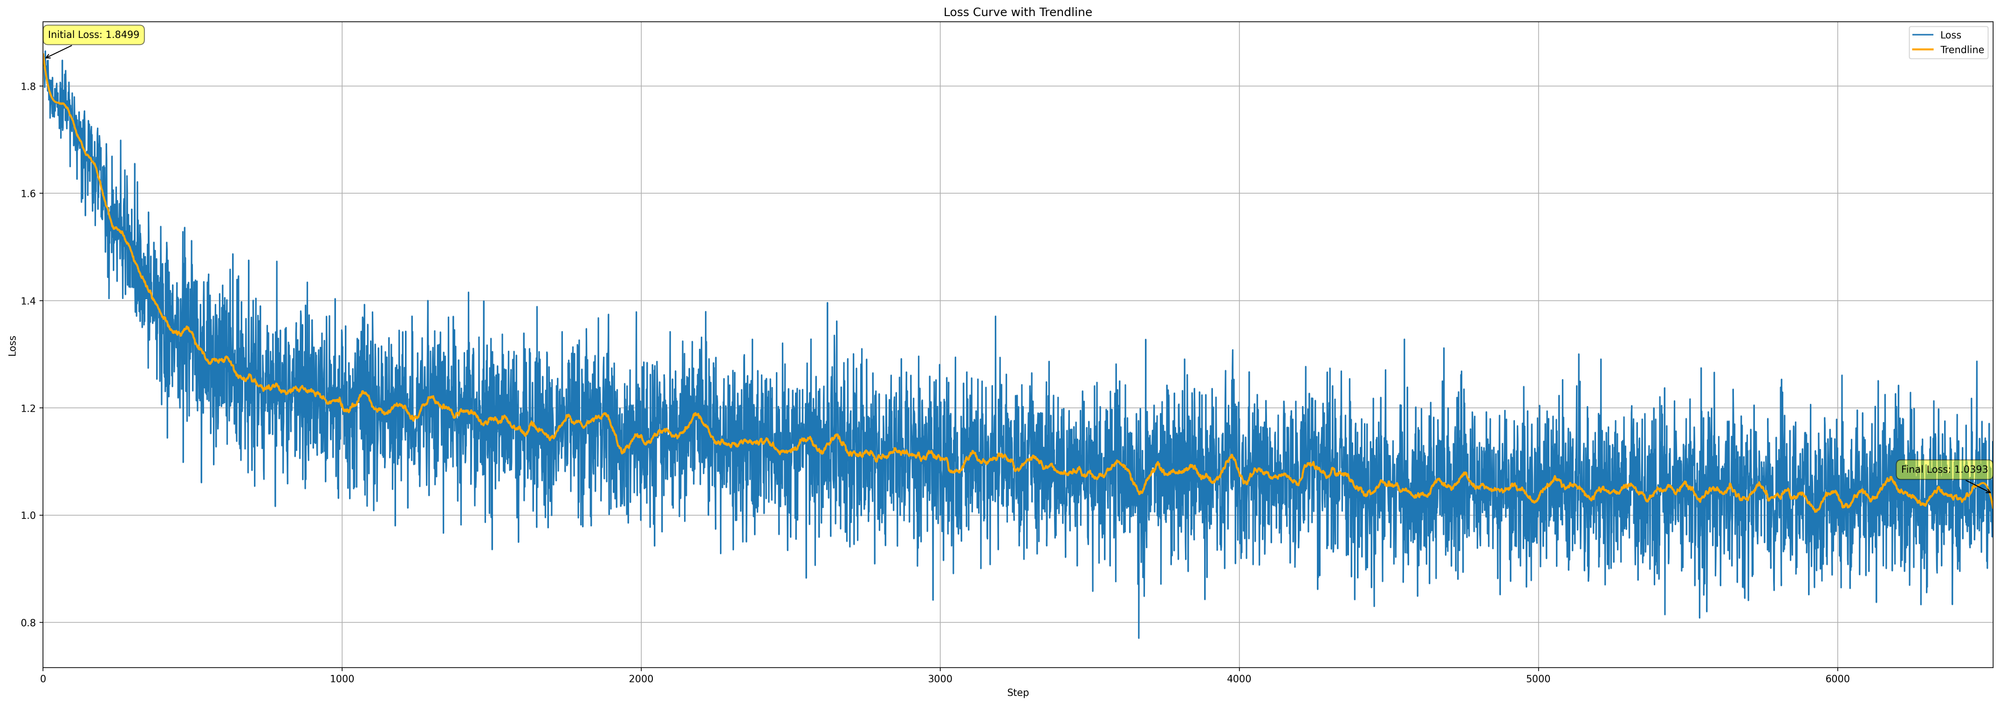 Loss Curve with Trendline
Initial Loss: 1.8499
Loss
Trendline
1.8
1.6
1.4
1.2
1.0
0.8
Loss
Final Loss: 1.0393
0
1000
2000
3000
4000
5000
6000
Step